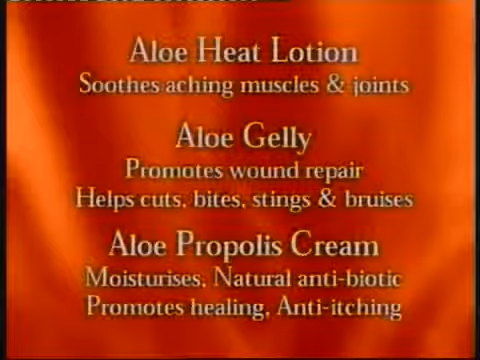 Aloe Heat Lotion
Soothes aching muscles & joints
Aloe Gelly
Promotes wound repair
Helps cuts, bites, stings & bruises
Aloe Propolis Cream
Moisturises, Natural anti-biotic
Promotes healing, Anti-itching